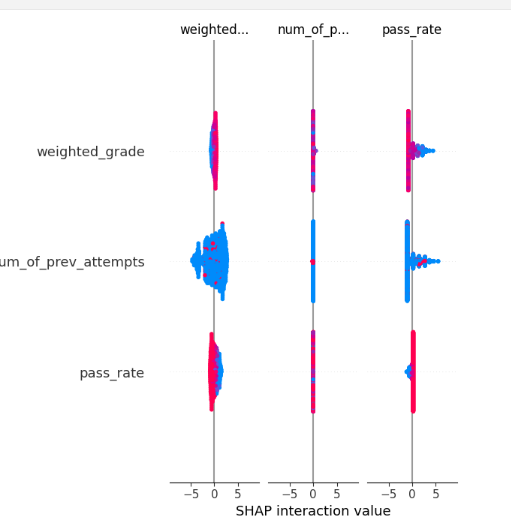 weighted...
num_of_p...
pass_rate
weighted_grade
um_of_prev_attempts
pass_rate
−5 0 5 −5 0 5 −5 0 5
SHAP interaction value